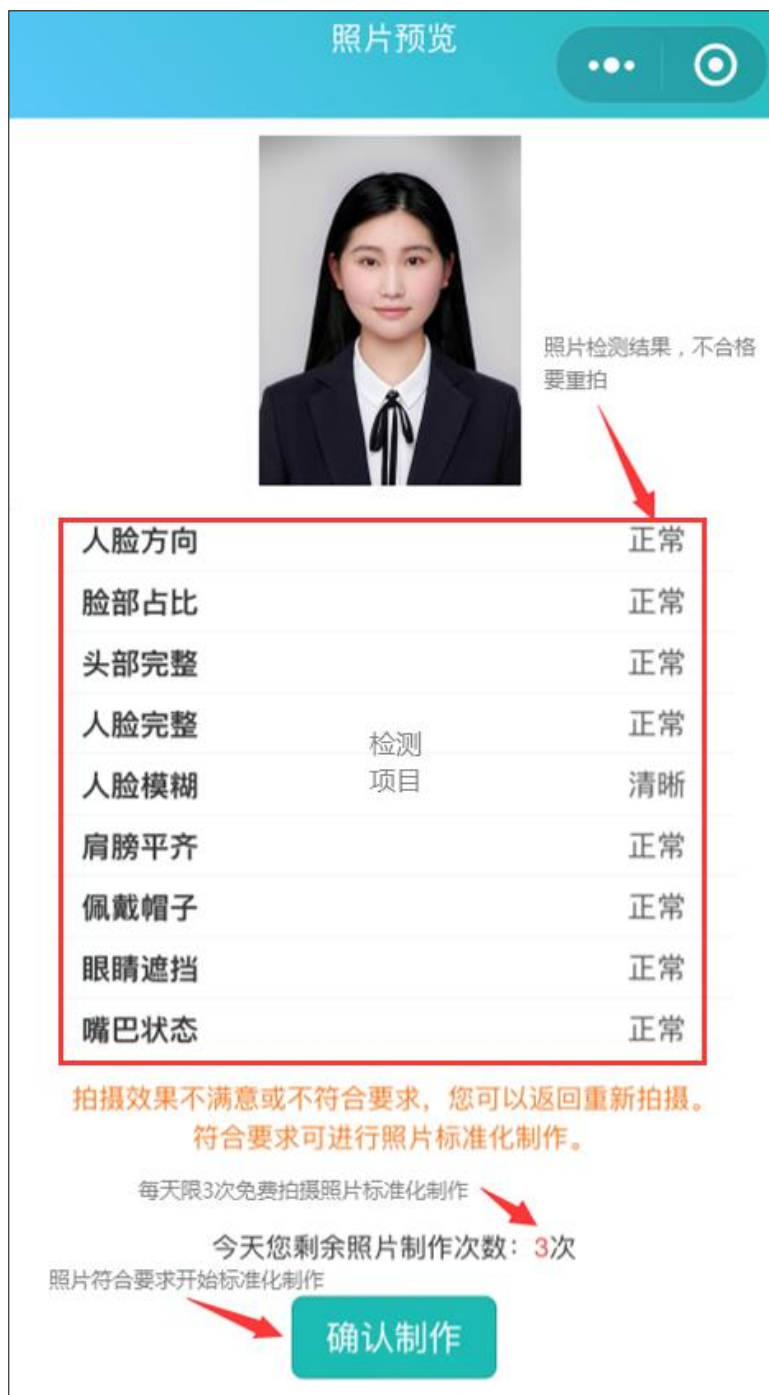 照片预览
照片检测结果，不合格
要重拍
人脸方向 正常
脸部占比 正常
头部完整 正常
人脸完整 正常
检测
项目
人脸模糊 清晰
肩膀平齐 正常
佩戴帽子 正常
眼睛遮挡 正常
嘴巴状态 正常
拍摄效果不满意或不符合要求，您可以返回重新拍摄。
符合要求可进行照片标准化制作。
每天限3次免费拍摄照片标准化制作
今天您剩余照片制作次数：3次
照片符合要求开始标准化制作
确认制作